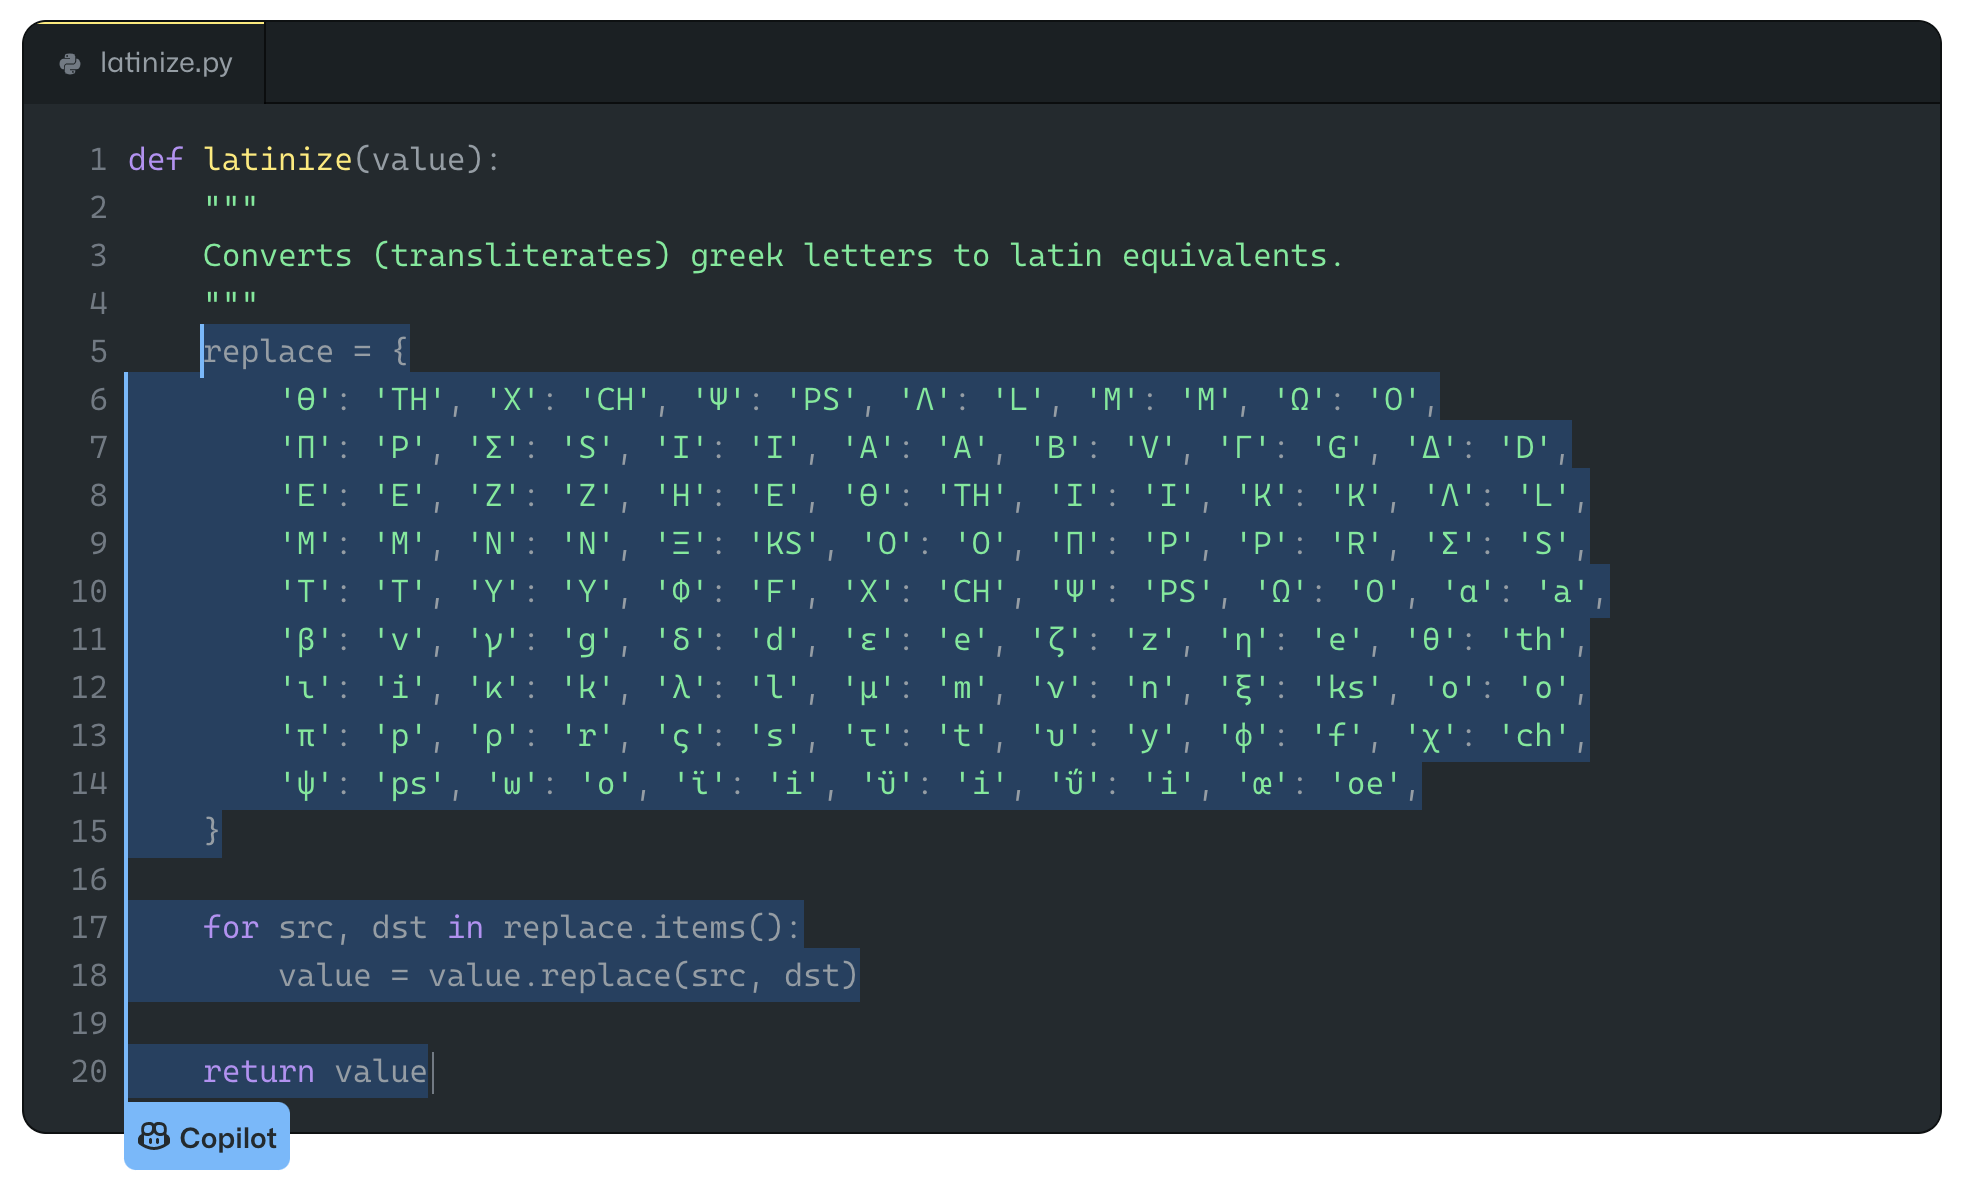 latinize.py
1 def latinize(value):
2     """
3     Converts (transliterates) greek letters to latin equivalents.
4     """
5     replace = {
6         'Θ': 'TH', 'Χ': 'CH', 'Ψ': 'PS', 'Λ': 'L', 'Μ': 'M', 'Ω': 'O',
7         'Π': 'P', 'Σ': 'S', 'Ι': 'I', 'Α': 'A', 'Β': 'V', 'Γ': 'G', 'Δ': 'D',
8         'Ε': 'E', 'Ζ': 'Z', 'Η': 'E', 'Θ': 'TH', 'Ι': 'I', 'Κ': 'K', 'Λ': 'L',
9         'Μ': 'M', 'Ν': 'N', 'Ξ': 'KS', 'Ο': 'O', 'Π': 'P', 'Ρ': 'R', 'Σ': 'S',
10         'Τ': 'T', 'Υ': 'Y', 'Φ': 'F', 'Χ': 'CH', 'Ψ': 'PS', 'Ω': 'O', 'α': 'a',
11         'β': 'v', 'γ': 'g', 'δ': 'd', 'ε': 'e', 'ζ': 'z', 'η': 'e', 'θ': 'th',
12         'ι': 'i', 'κ': 'k', 'λ': 'l', 'μ': 'm', 'ν': 'n', 'ξ': 'ks', 'ο': 'o',
13         'π': 'p', 'ρ': 'r', 'ς': 's', 'τ': 't', 'υ': 'y', 'φ': 'f', 'χ': 'ch',
14         'ψ': 'ps', 'ω': 'o', 'ϊ': 'i', 'ϋ': 'i', 'ΰ': 'i', 'œ': 'oe',
15     }
16
17     for src, dst in replace.items():
18         value = value.replace(src, dst)
19
20     return value
Copilot